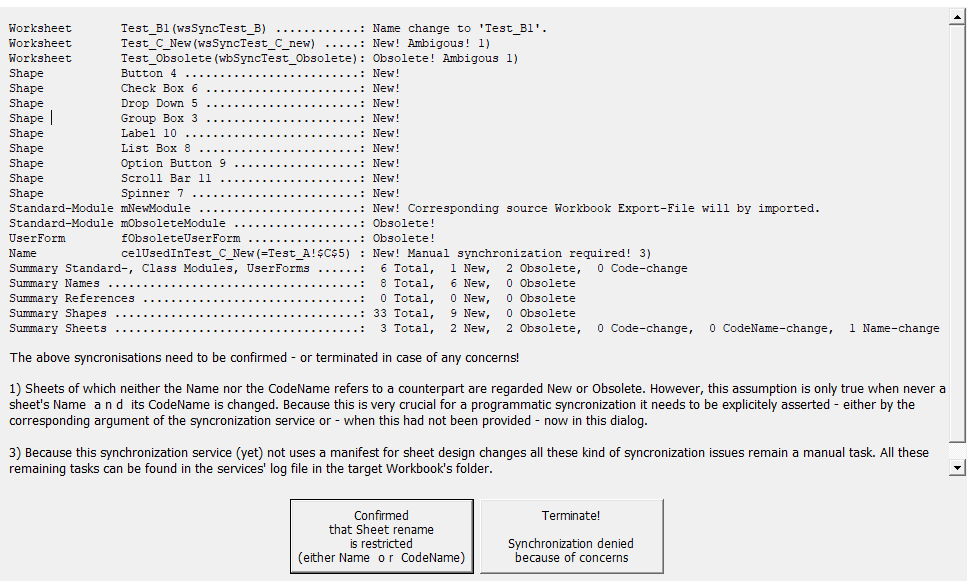 Worksheet Test_B1(wsSyncTest_B) ............: Name change to 'Test_B1'.
Worksheet Test_C_New(wsSyncTest_C_new) .....: New! Ambigous! 1)
Worksheet Test_Obsolete(wbSyncTest_Obsolete): Obsolete! Ambigous 1)
Shape Button 4 .........................: New!
Shape Check Box 6 ......................: New!
Shape Drop Down 5 ......................: New!
Shape Group Box 3 ......................: New!
Shape Label 10 .........................: New!
Shape List Box 8 .......................: New!
Shape Option Button 9 ..................: New!
Shape Scroll Bar 11 ....................: New!
Shape Spinner 7 ........................: New!
Standard-Module mNewModule .......................: New! Corresponding source Workbook Export-File will by imported.
Standard-Module mObsoleteModule ..................: Obsolete!
UserForm fObsoleteUserForm ................: Obsolete!
Name celUsedInTest_C_New(=Test_A!$C$5) : New! Manual synchronization required! 3)
Summary Standard-, Class Modules, UserForms ......: 6 Total, 1 New, 2 Obsolete, 0 Code-change
Summary Names ....................................: 8 Total, 6 New, 0 Obsolete
Summary References ...............................: 0 Total, 0 New, 0 Obsolete
Summary Shapes ...................................: 33 Total, 9 New, 0 Obsolete
Summary Sheets ...................................: 3 Total, 2 New, 2 Obsolete, 0 Code-change, 0 CodeName-change, 1 Name-change
The above syncronisations need to be confirmed - or terminated in case of any concerns!
1) Sheets of which neither the Name nor the CodeName refers to a counterpart are regarded New or Obsolete. However, this assumption is only true when never a
sheet's Name a n d its CodeName is changed. Because this is very crucial for a programmatic syncronization it needs to be explicitely asserted - either by the
corresponding argument of the syncronization service or - when this had not been provided - now in this dialog.
3) Because this synchronization service (yet) not uses a manifest for sheet design changes all these kind of syncronization issues remain a manual task. All these
remaining tasks can be found in the services' log file in the target Workbook's folder.
Confirmed
that Sheet rename
is restricted
(either Name o r CodeName)
Terminate!
Synchronization denied
because of concerns